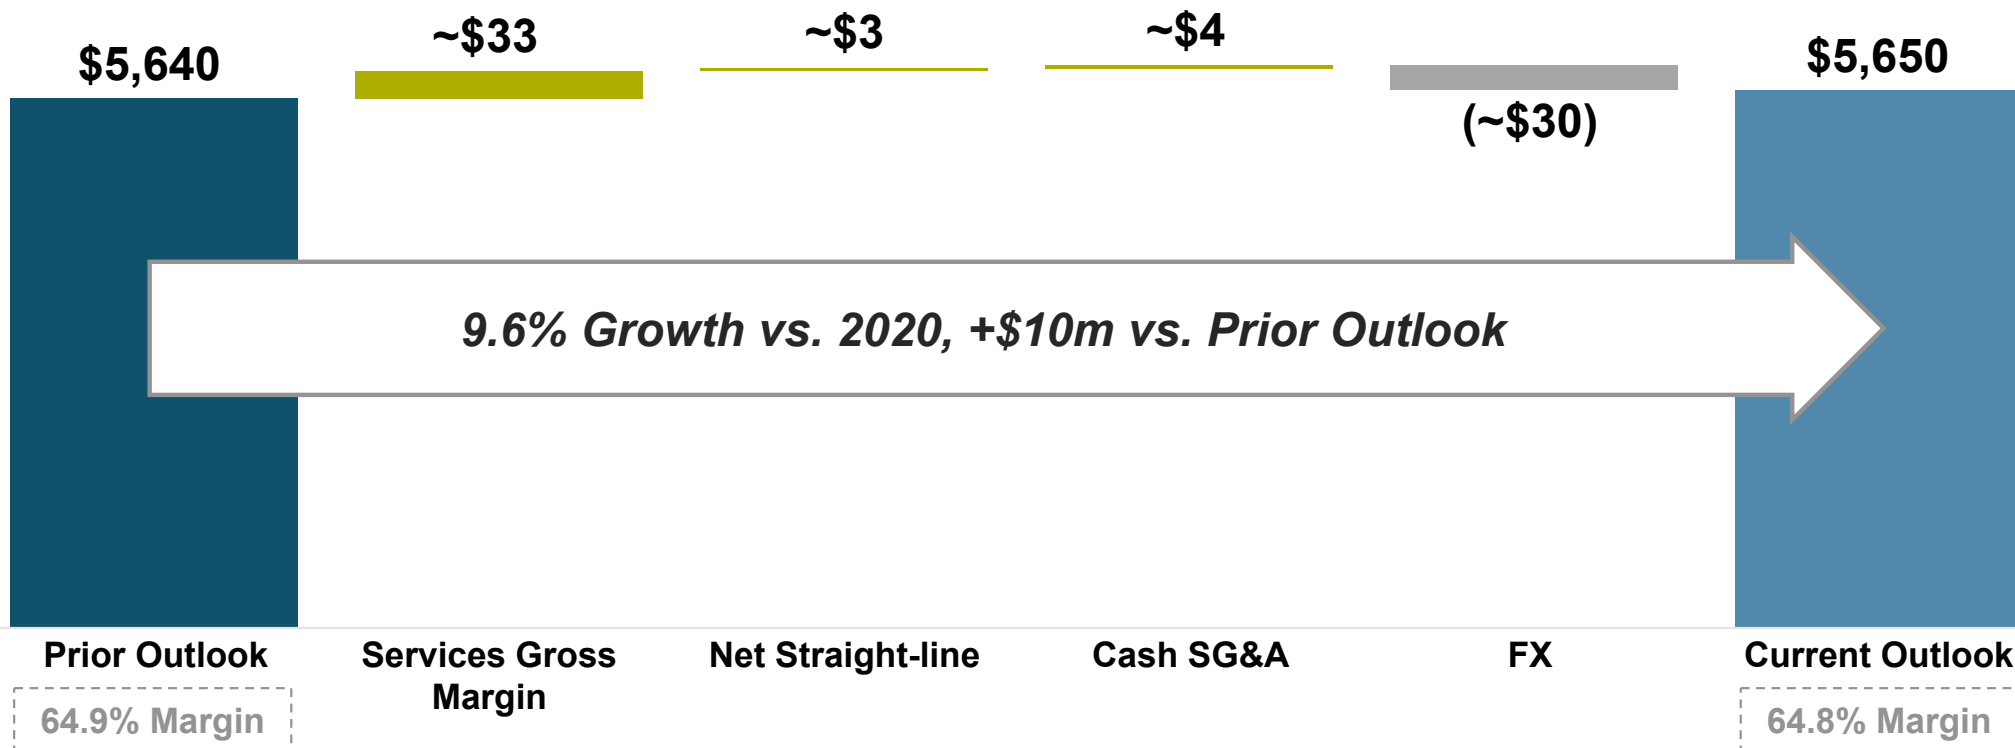 $5,640
~$33
~$3
~$4
(~$30)
$5,650
9.6% Growth vs. 2020, +$10m vs. Prior Outlook
Prior Outlook
Services Gross
Margin
Net Straight-line
Cash SG&A
FX
Current Outlook
64.9% Margin
64.8% Margin